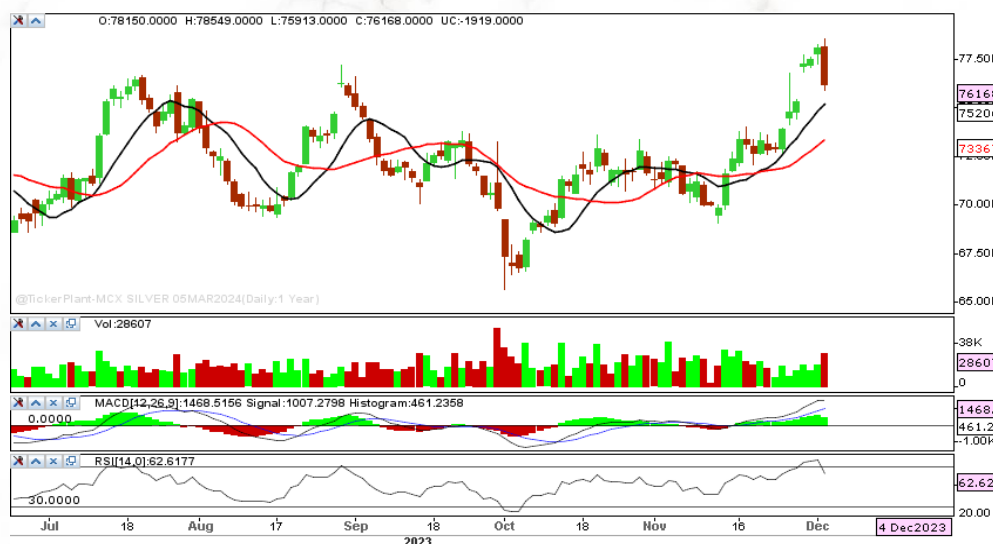 O:78150.0000 H:78549.0000 L:75913.0000 C:76168.0000 UC:-1919.0000
77.500
76168
7520
73367
70.000
67.500
65.000
@TickerPlant-MCX SILVER 05MAR2024(Daily:1 Year)
Vol:28607
38K
28607
0
MACD[12,26,9]:1468.5156 Signal:1007.2798 Histogram:461.2358
0.0000
1468.
461.2
-1.00K
RSI[14,0]:62.6177
62.62
30.0000
20.00
Jul 18 Aug 17 Sep 18 Oct 18 Nov 16 Dec 4 Dec2023
2023